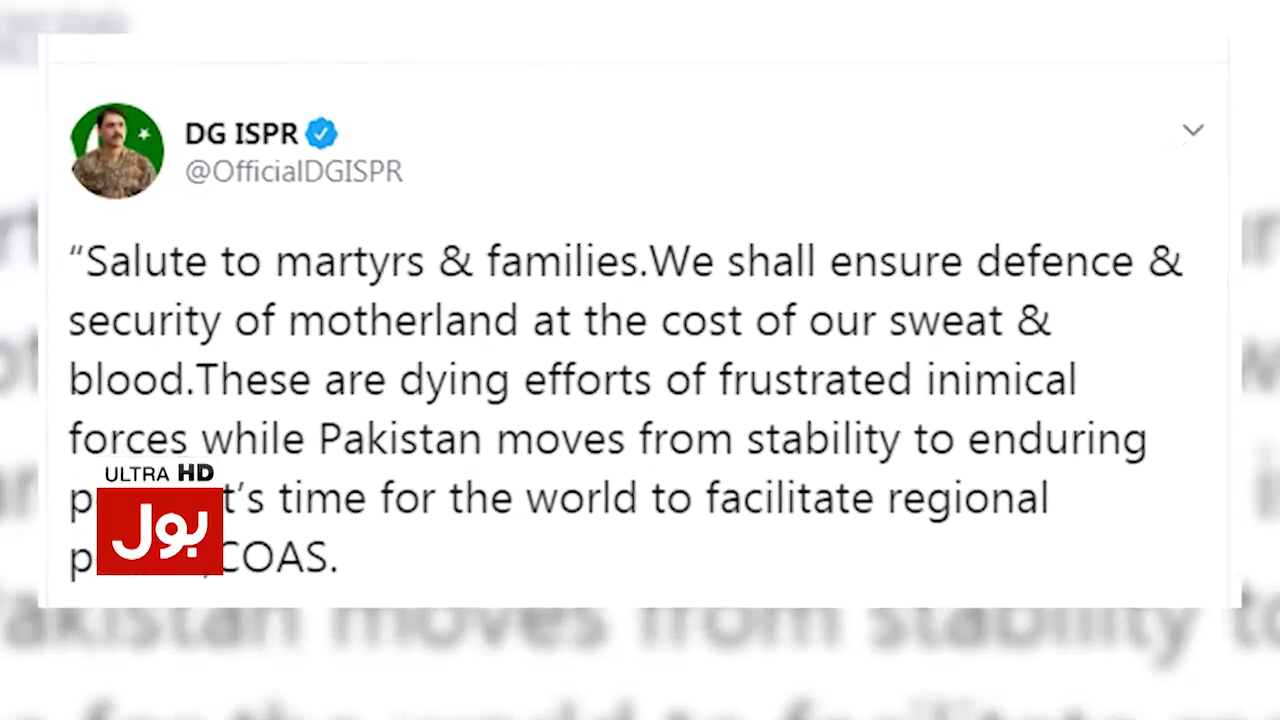 DG ISPR
@OfficialDGISPR
“Salute to martyrs & families.We shall ensure defence &
security of motherland at the cost of our sweat &
blood.These are dying efforts of frustrated inimical
forces while Pakistan moves from stability to enduring
t’s time for the world to facilitate regional
COAS.
ULTRA HD
بول